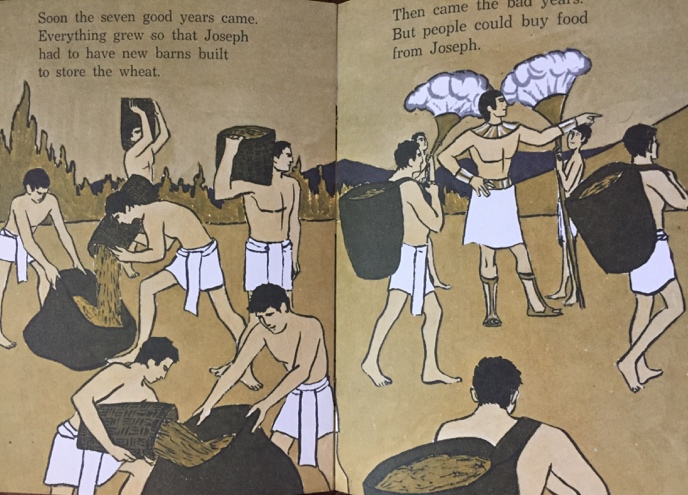 Soon the seven good years came.
Everything grew so that Joseph
had to have new barns built
to store the wheat.
Then came the bad years.
But people could buy food
from Joseph.